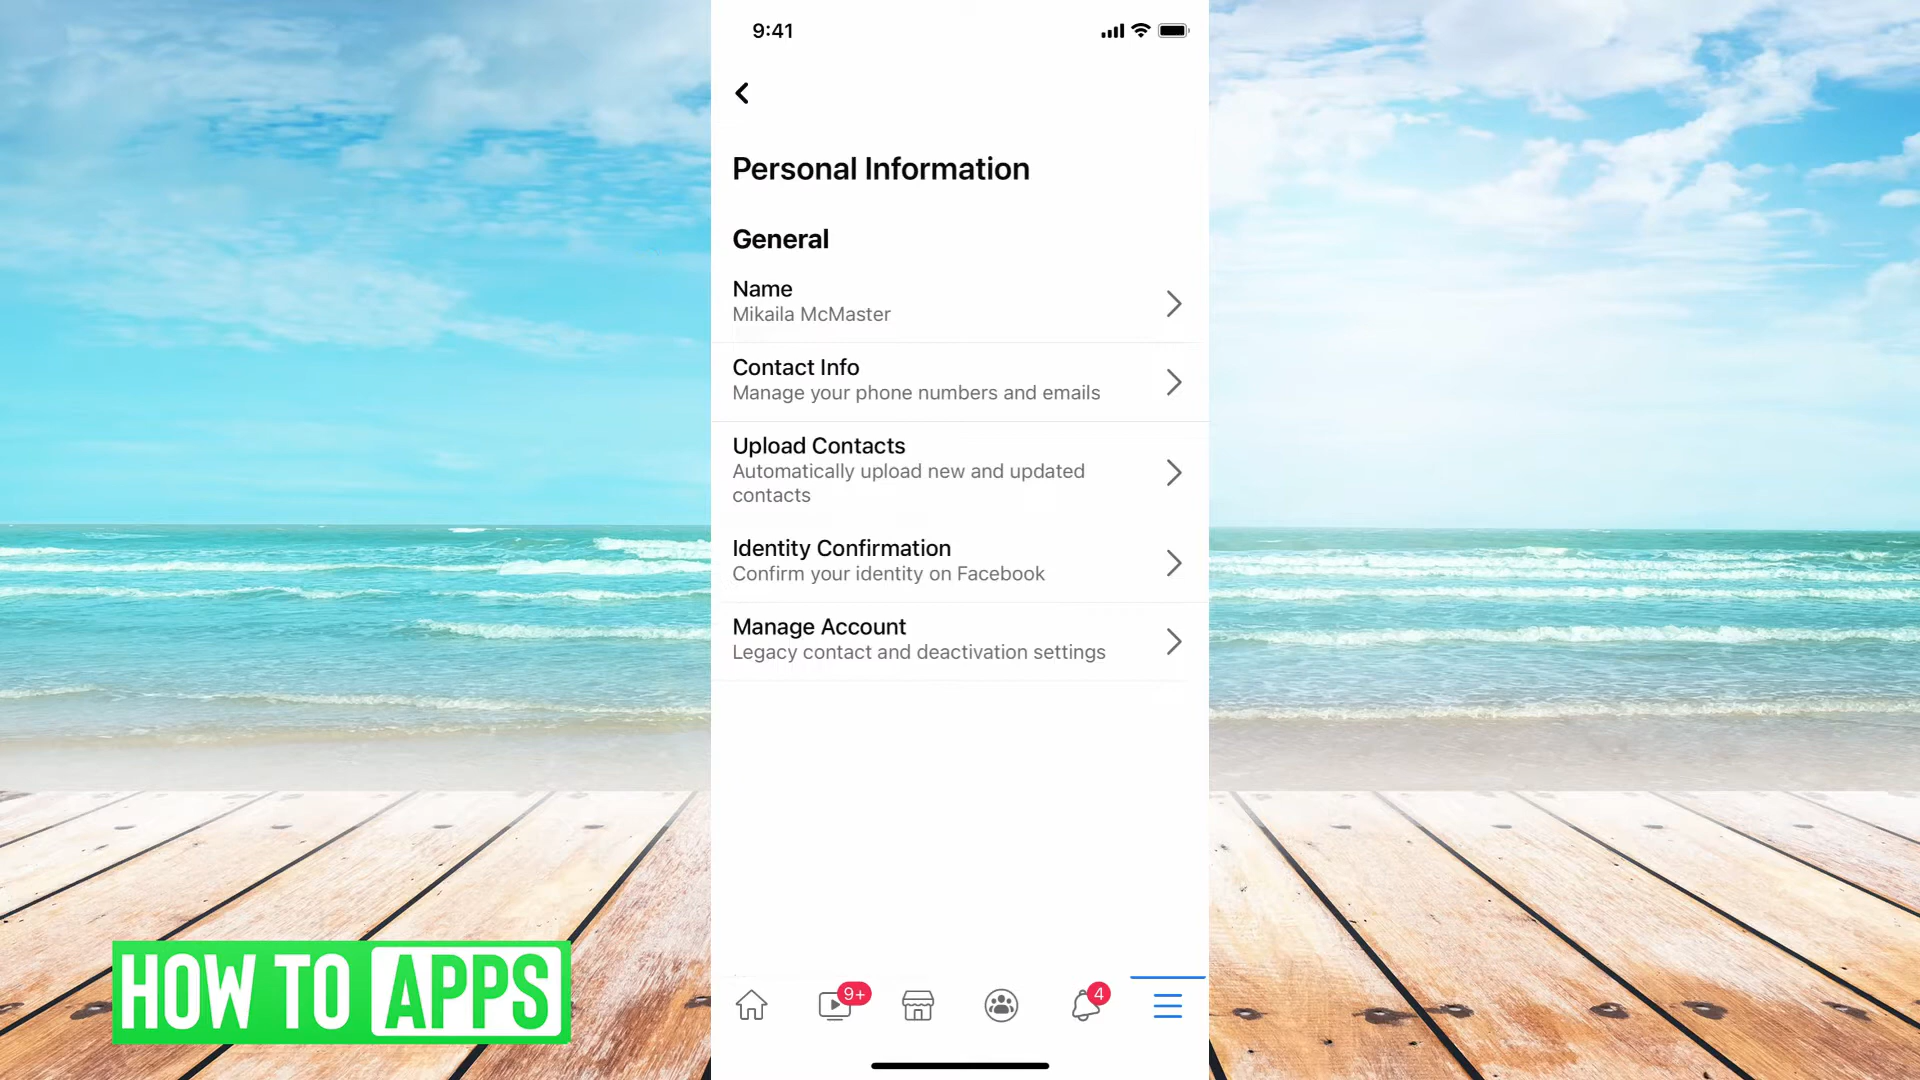 9:41
Personal Information
General
Name
Mikaila McMaster
Contact Info
Manage your phone numbers and emails
Upload Contacts
Automatically upload new and updated
contacts
Identity Confirmation
Confirm your identity on Facebook
Manage Account
Legacy contact and deactivation settings
9+
4
HOW TO APPS